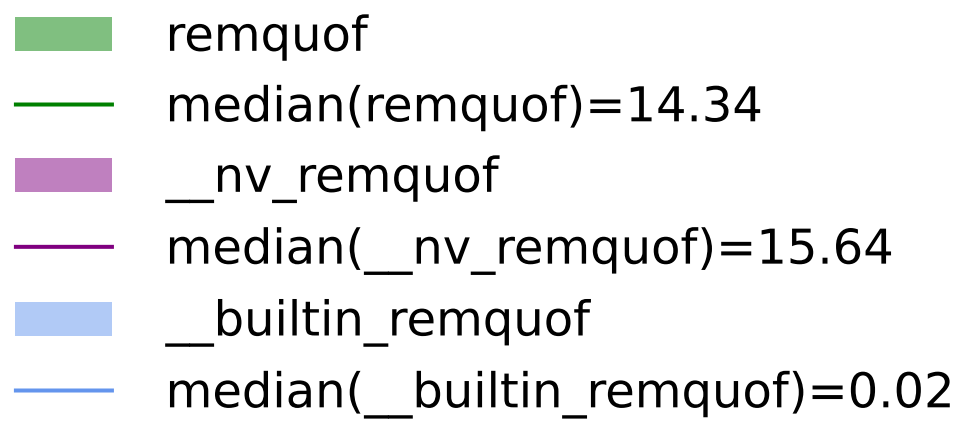 remquof
median(remquof)=14.34
__nv_remquof
median(__nv_remquof)=15.64
__builtin_remquof
median(__builtin_remquof)=0.02